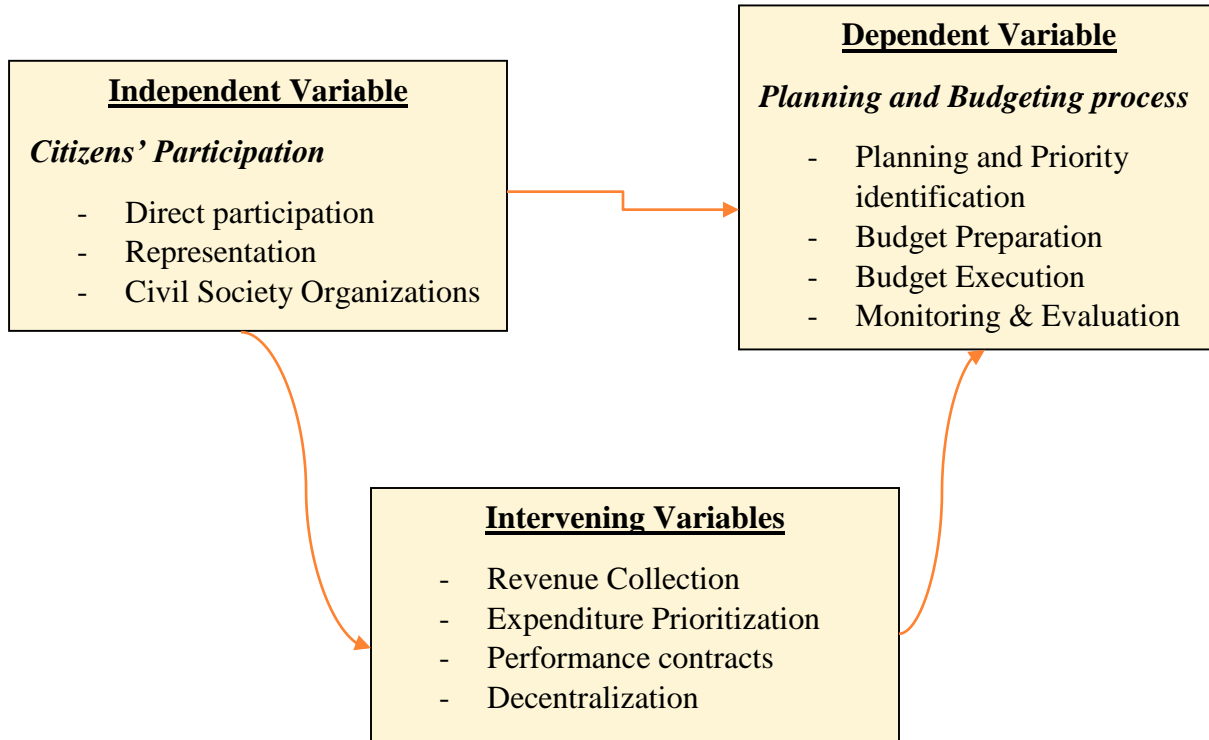 Independent Variable
Citizens’ Participation
- Direct participation
- Representation
- Civil Society Organizations
Dependent Variable
Planning and Budgeting process
- Planning and Priority
identification
- Budget Preparation
- Budget Execution
- Monitoring & Evaluation
Intervening Variables
- Revenue Collection
- Expenditure Prioritization
- Performance contracts
- Decentralization